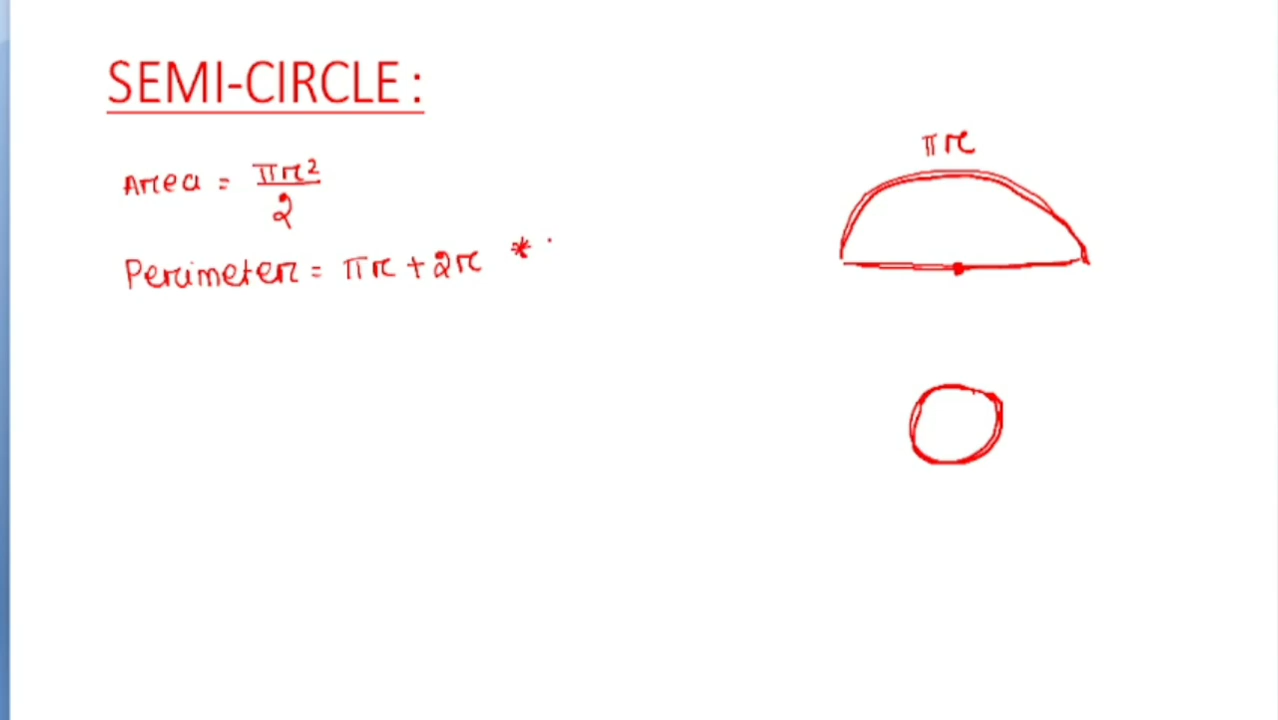 SEMI-CIRCLE :
Area = πr²/2
Perimeter = πr + 2r *
πr